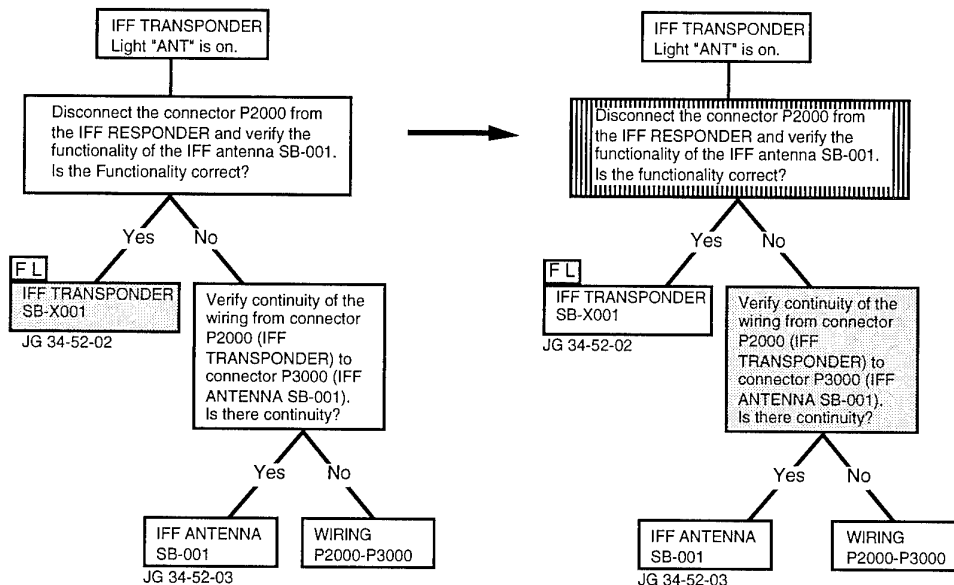 IFF TRANSPONDER
Light "ANT" is on.
Disconnect the connector P2000 from
the IFF RESPONDER and verify the
functionality of the IFF antenna SB-001.
Is the Functionality correct?
Yes
No
F L
IFF TRANSPONDER
SB-X001
JG 34-52-02
Verify continuity of the
wiring from connector
P2000 (IFF
TRANSPONDER) to
connector P3000 (IFF
ANTENNA SB-001).
Is there continuity?
Yes
No
IFF ANTENNA
SB-001
JG 34-52-03
WIRING
P2000-P3000
IFF TRANSPONDER
Light "ANT" is on.
Disconnect the connector P2000 from
the IFF RESPONDER and verify the
functionality of the IFF antenna SB-001.
Is the functionality correct?
Yes
No
F L
IFF TRANSPONDER
SB-X001
JG 34-52-02
Verify continuity of the
wiring from connector
P2000 (IFF
TRANSPONDER) to
connector P3000 (IFF
ANTENNA SB-001).
Is there continuity?
Yes
No
IFF ANTENNA
SB-001
JG 34-52-03
WIRING
P2000-P3000